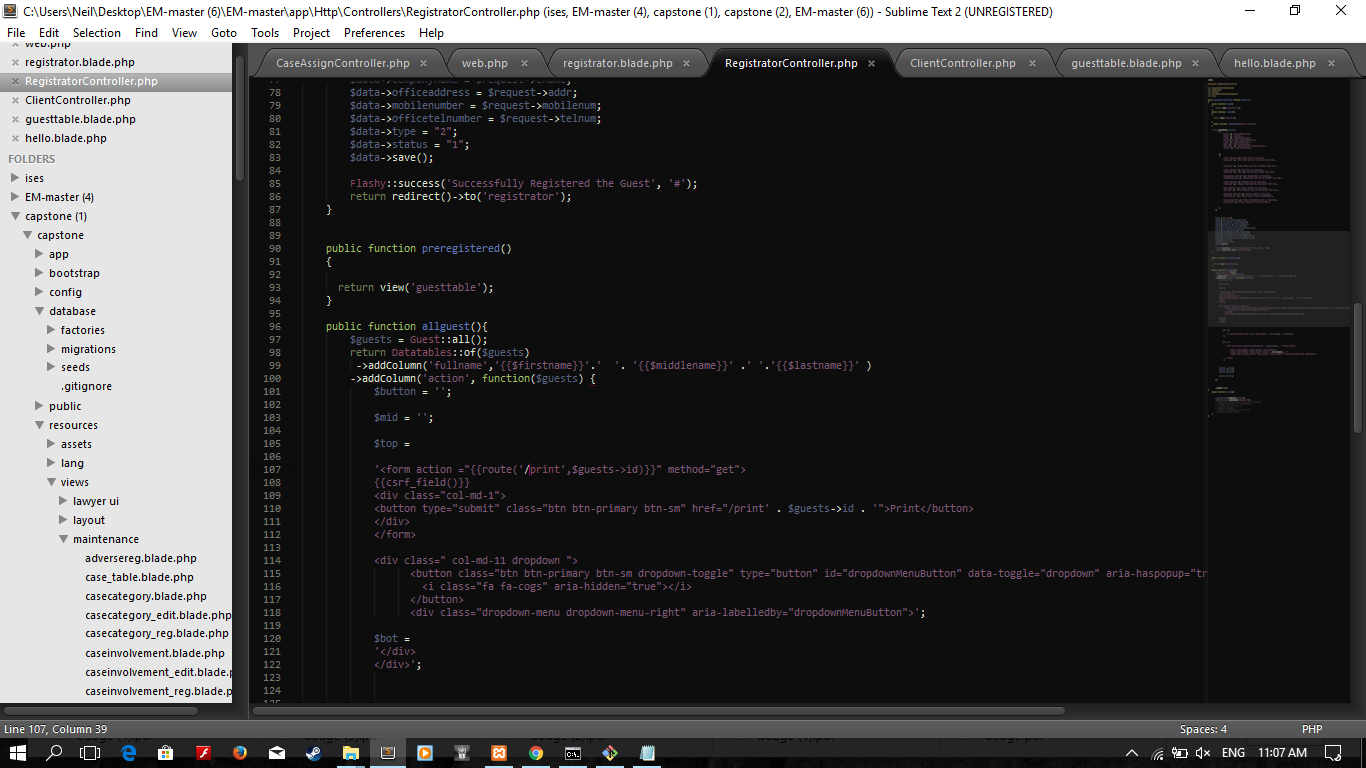 C:\Users\Neil\Desktop\EM-master (6)\EM-master\app\Http\Controllers\RegistratorController.php (ises, EM-master (4), capstone (1), capstone (2), EM-master (6)) - Sublime Text 2 (UNREGISTERED)
File Edit Selection Find View Goto Tools Project Preferences Help
web.php
registrator.blade.php
RegistratorController.php
ClientController.php
guesttable.blade.php
hello.blade.php
FOLDERS
ises
EM-master (4)
capstone (1)
capstone
app
bootstrap
config
database
factories
migrations
seeds
.gitignore
public
resources
assets
lang
views
lawyer ui
layout
maintenance
adversereg.blade.php
case_table.blade.php
casecategory.blade.php
casecategory_edit.blade.php
casecategory_reg.blade.php
caseinvolvement.blade.php
caseinvolvement_edit.blade.p
caseinvolvement_reg.blade.p
CaseAssignController.php × web.php × registrator.blade.php × RegistratorController.php × ClientController.php × guesttable.blade.php × hello.blade.php ×
77 $data->companyname = $request->cname;
78 $data->officeaddress = $request->addr;
79 $data->mobilenumber = $request->mobilenum;
80 $data->officetelnumber = $request->telnum;
81 $data->type = "2";
82 $data->status = "1";
83 $data->save();
84
85 Flashy::success('Successfully Registered the Guest', '#');
86 return redirect()->to('registrator');
87 }
88
89
90 public function preregistered()
91 {
92
93 return view('guesttable');
94 }
95
96 public function allguest(){
97 $guests = Guest::all();
98 return Datatables::of($guests)
99 ->addColumn('fullname','{{$firstname}}'.' '. '{{$middlename}}' .' '.'{{$lastname}}' )
100 ->addColumn('action', function($guests) {
101 $button = '';
102
103 $mid = '';
104
105 $top =
106
107 '<form action ="{{route('/print',$guests->id)}}" method="get">
108 {{csrf_field()}}
109 <div class="col-md-1">
110 <button type="submit" class="btn btn-primary btn-sm" href="/print' . $guests->id . '">Print</button>
111 </div>
112 </form>
113
114 <div class=" col-md-11 dropdown ">
115 <button class="btn btn-primary btn-sm dropdown-toggle" type="button" id="dropdownMenuButton" data-toggle="dropdown" aria-haspopup="tr
116 <i class="fa fa-cogs" aria-hidden="true"></i>
117 </button>
118 <div class="dropdown-menu dropdown-menu-right" aria-labelledby="dropdownMenuButton">';
119
120 $bot =
121 '</div>
122 </div>';
123
124
Line 107, Column 39 Spaces: 4 PHP
ENG 11:07 AM